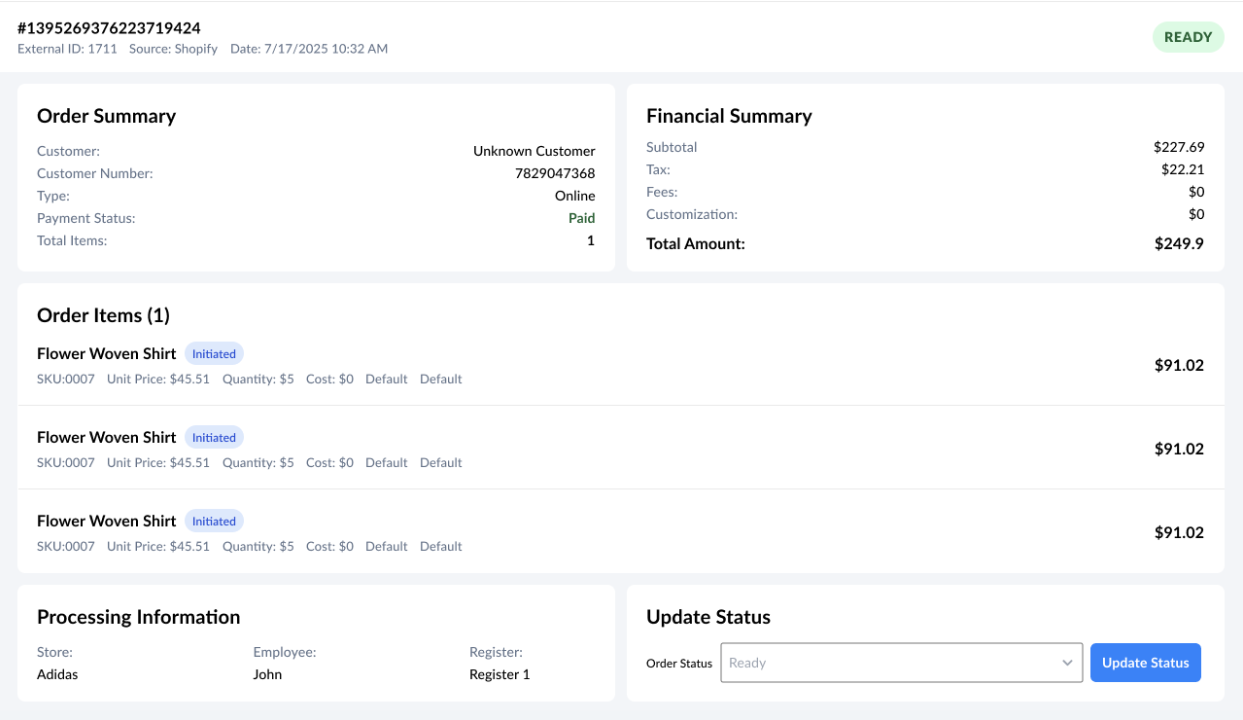 #1395269376223719424
READY
External ID: 1711 Source: Shopify Date: 7/17/2025 10:32 AM
Order Summary
Customer: Unknown Customer
Customer Number: 7829047368
Type: Online
Payment Status: Paid
Total Items: 1
Financial Summary
Subtotal $227.69
Tax: $22.21
Fees: $0
Customization: $0
Total Amount: $249.9
Order Items (1)
Flower Woven Shirt Initiated
SKU:0007 Unit Price: $45.51 Quantity: $5 Cost: $0 Default Default
$91.02
Flower Woven Shirt Initiated
SKU:0007 Unit Price: $45.51 Quantity: $5 Cost: $0 Default Default
$91.02
Flower Woven Shirt Initiated
SKU:0007 Unit Price: $45.51 Quantity: $5 Cost: $0 Default Default
$91.02
Processing Information
Store: Employee: Register:
Adidas John Register 1
Update Status
Order Status Ready Update Status